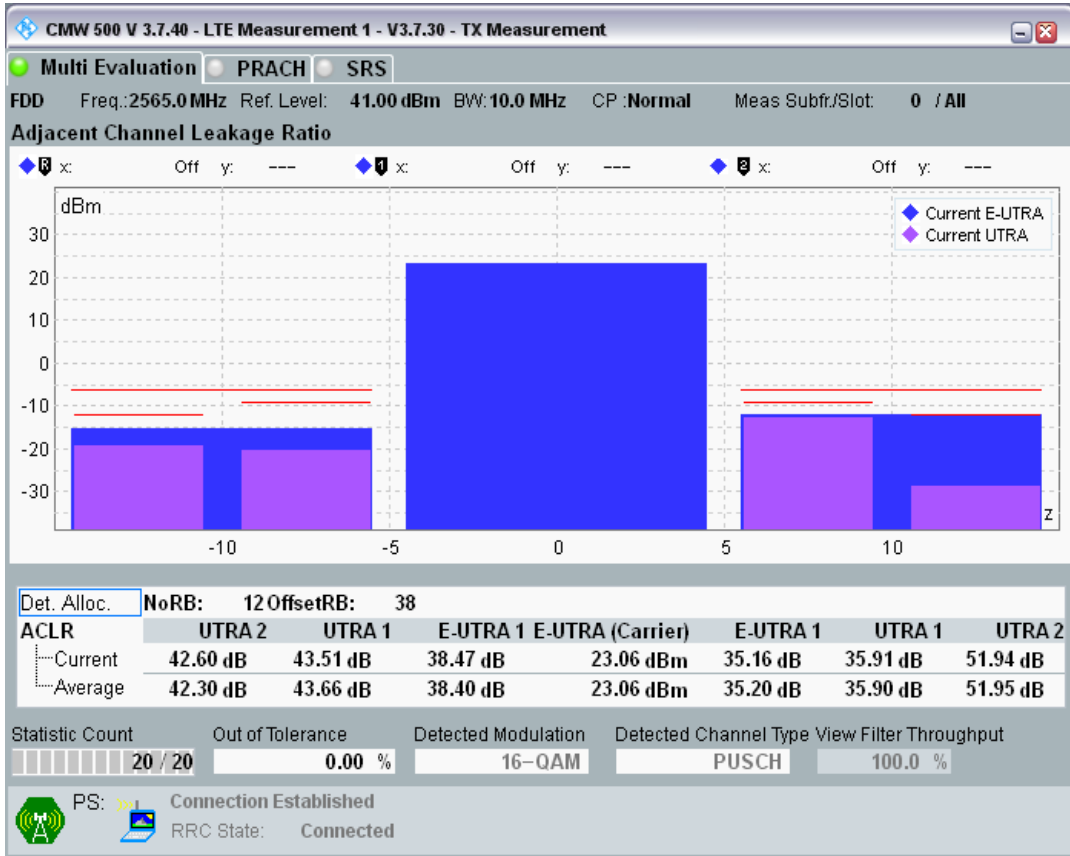 CMW 500 V 3.7.40 - LTE Measurement 1 - V3.7.30 - TX Measurement
Multi Evaluation PRACH SRS
FDD Freq.:2565.0 MHz Ref. Level: 41.00 dBm BW:10.0 MHz CP :Normal Meas Subfr./Slot: 0 / All
Adjacent Channel Leakage Ratio
R x: Off y: --- 1 x: Off y: --- 2 x: Off y: ---
dBm
Current E-UTRA
Current UTRA
30
20
10
0
-10
-20
-30
z
-10 -5 0 5 10
Det. Alloc. NoRB: 12 OffsetRB: 38
ACLR UTRA 2 UTRA 1 E-UTRA 1 E-UTRA (Carrier) E-UTRA 1 UTRA 1 UTRA 2
Current 42.60 dB 43.51 dB 38.47 dB 23.06 dBm 35.16 dB 35.91 dB 51.94 dB
Average 42.30 dB 43.66 dB 38.40 dB 23.06 dBm 35.20 dB 35.90 dB 51.95 dB
Statistic Count Out of Tolerance Detected Modulation Detected Channel Type View Filter Throughput
20 / 20 0.00 % 16-QAM PUSCH 100.0 %
PS: Connection Established
RRC State: Connected